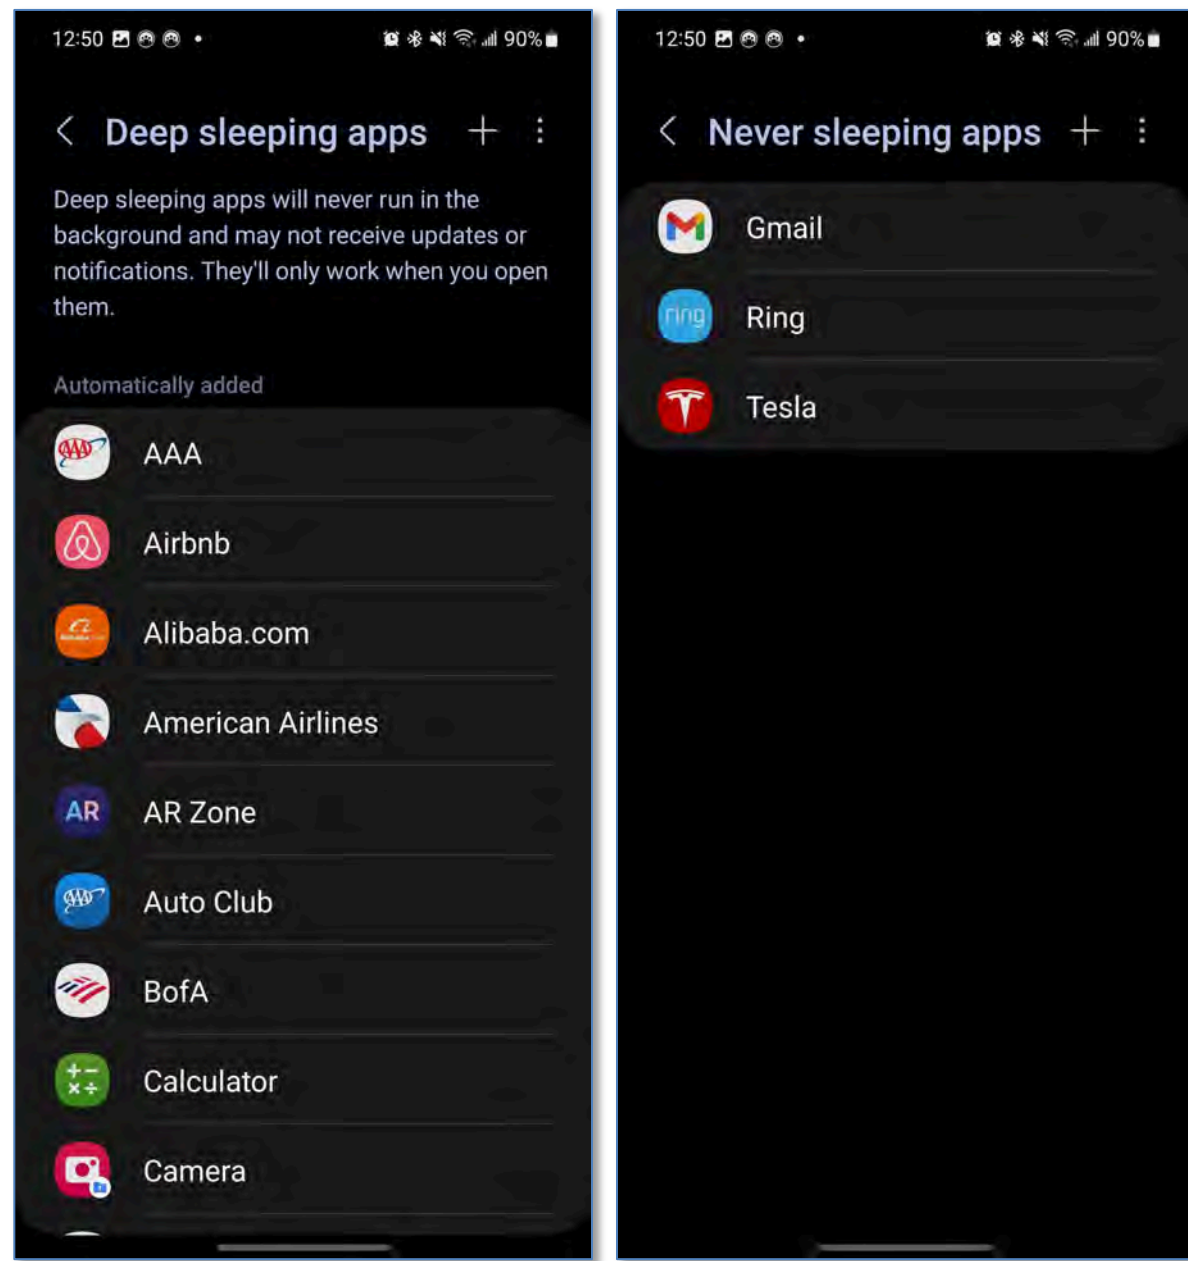 12:50
90%
Deep sleeping apps
Deep sleeping apps will never run in the
background and may not receive updates or
notifications. They'll only work when you open
them.
Automatically added
AAA
AAA
Airbnb
Alibaba.com
American Airlines
AR
AR Zone
AAA
Auto Club
BofA
Calculator
Camera
12:50
90%
Never sleeping apps
Gmail
ring
Ring
Tesla